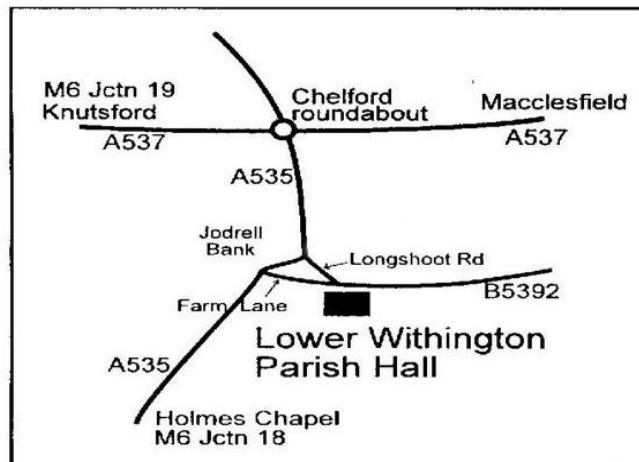 M6 Jctn 19
Knutsford
Chelford
roundabout
Macclesfield
A537
A537
A535
Jodrell
Bank
Longshoot Rd
Farm Lane
B5392
Lower Withington
Parish Hall
A535
Holmes Chapel
M6 Jctn 18